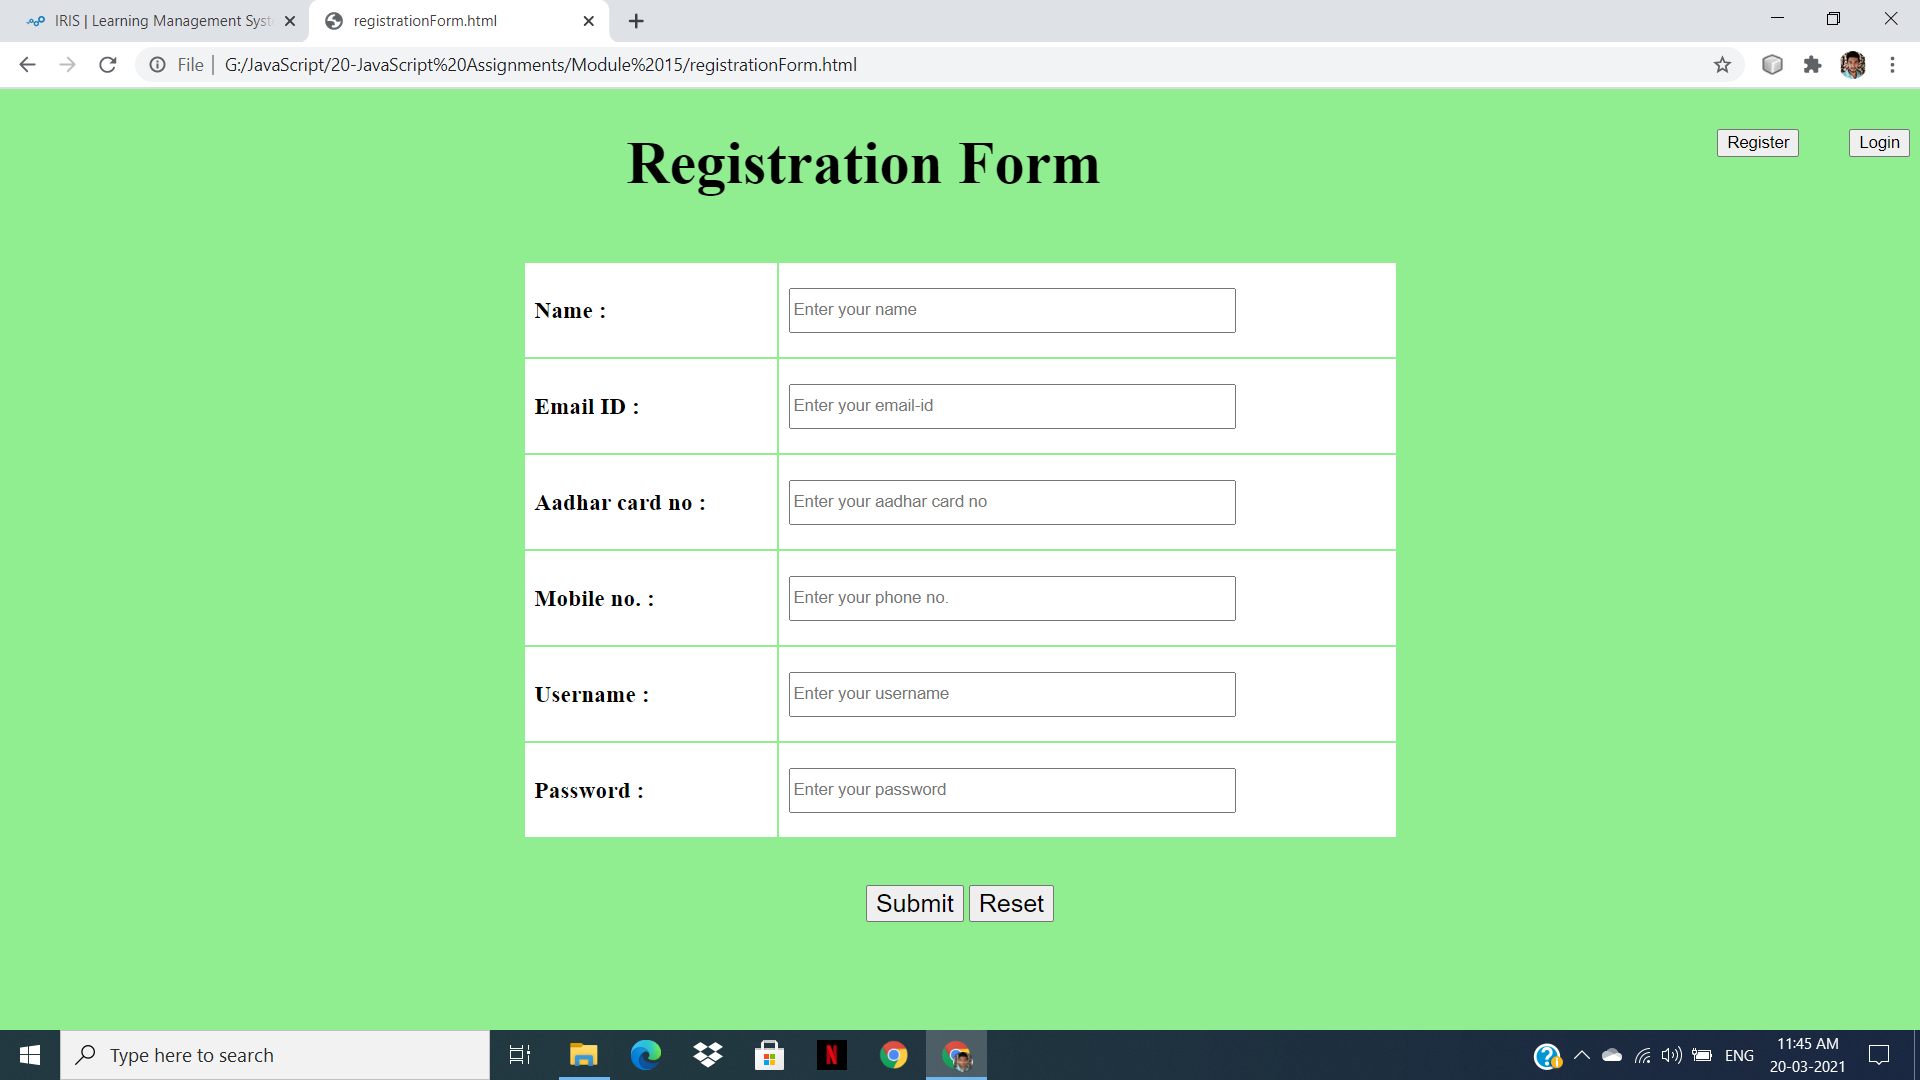 IRIS | Learning Management Syst
registrationForm.html
File
G:/JavaScript/20-JavaScript%20Assignments/Module%2015/registrationForm.html
Registration Form
Register
Login
Name :
Enter your name
Email ID :
Enter your email-id
Aadhar card no :
Enter your aadhar card no
Mobile no. :
Enter your phone no.
Username :
Enter your username
Password :
Enter your password
Submit Reset
Type here to search
N
ENG
11:45 AM
20-03-2021